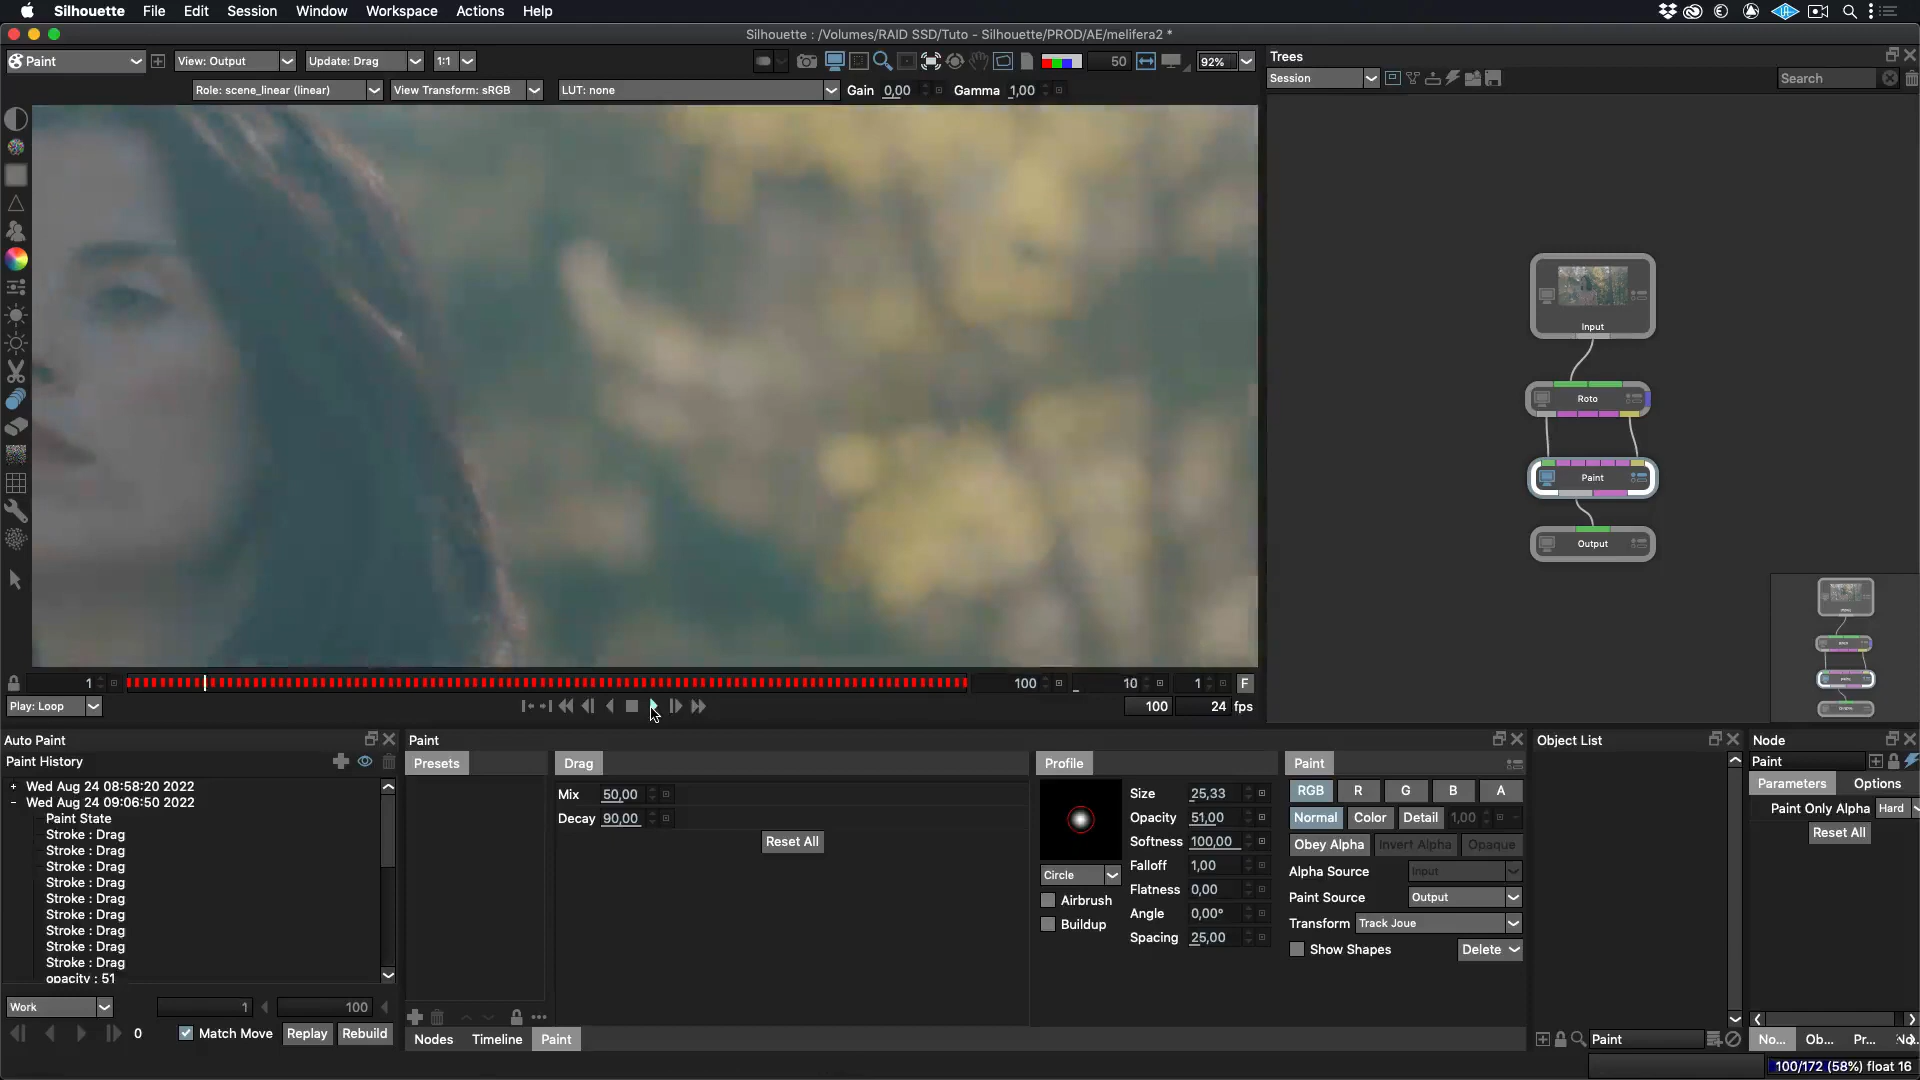 Silhouette File Edit Session Window Workspace Actions Help
Silhouette : /Volumes/RAID SSD/Tuto - Silhouette/PROD/AE/melifera2 *
Paint View: Output Update: Drag 1:1 50 92%
Role: scene_linear (linear) View Transform: sRGB LUT: none Gain 0,00 Gamma 1,00
Trees
Session Search
Input
Roto
Paint
Output
1 100 10 1 F
Play: Loop 100 24 fps
Auto Paint
Paint History
Wed Aug 24 08:58:20 2022
Wed Aug 24 09:06:50 2022
Paint State
Stroke : Drag
Stroke : Drag
Stroke : Drag
Stroke : Drag
Stroke : Drag
Stroke : Drag
Stroke : Drag
Stroke : Drag
Stroke : Drag
opacity : 51
Work 1 100
0 Match Move Replay Rebuild
Paint
Presets
Drag
Mix 50,00
Decay 90,00
Reset All
Profile
Circle
Airbrush
Buildup
Size 25,33
Opacity 51,00
Softness 100,00
Falloff 1,00
Flatness 0,00
Angle 0,00°
Spacing 25,00
Paint
RGB R G B A
Normal Color Detail 1,00
Obey Alpha Invert Alpha Opaque
Alpha Source Input
Paint Source Output
Transform Track Joue
Show Shapes Delete
Nodes Timeline Paint
Object List
Paint
Node
Paint
Parameters Options
Paint Only Alpha Hard
Reset All
No... Ob... Pr...
100/172 (58%) float 16